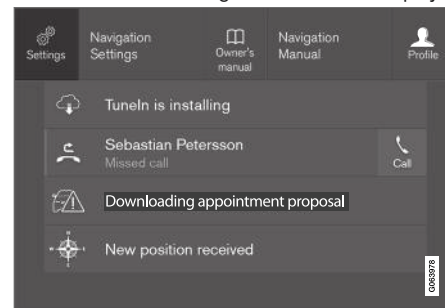 Settings
Navigation
Settings
Owner's
manual
Navigation
Manual
Profile
TuneIn is installing
Sebastian Petersson
Missed call
Call
Downloading appointment proposal
New position received
G063978